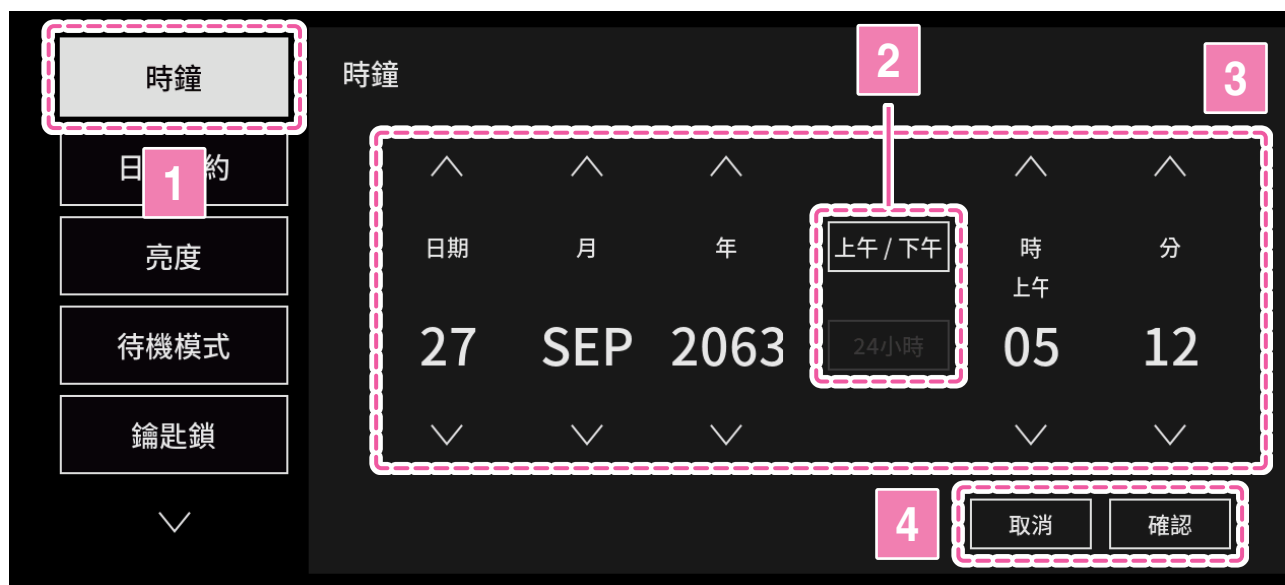 時鐘
1
日 約
亮度
待機模式
鑰匙鎖
時鐘
2
3
日期 月 年 上午 / 下午 時 分
上午
27 SEP 2063 24小時 05 12
4
取消 確認